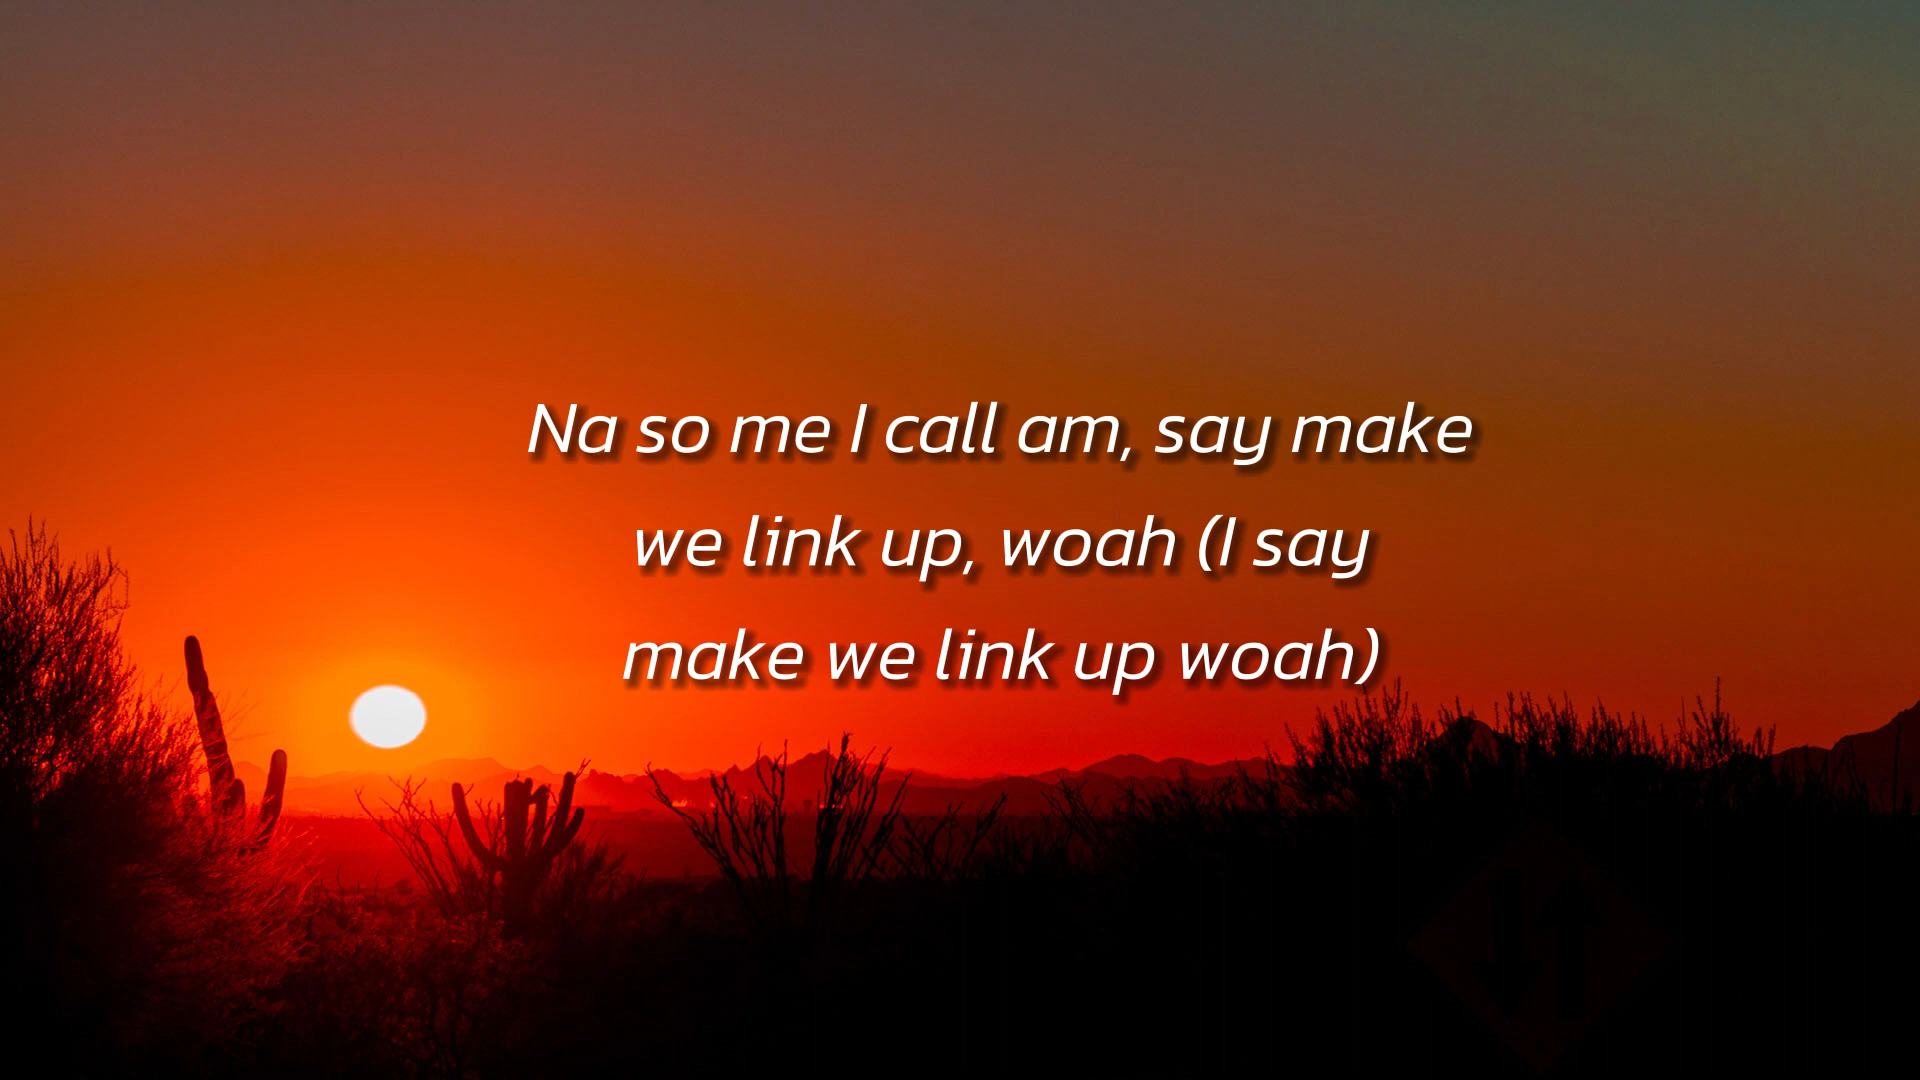 Na so me I call am, say make
we link up, woah (I say
make we link up woah)